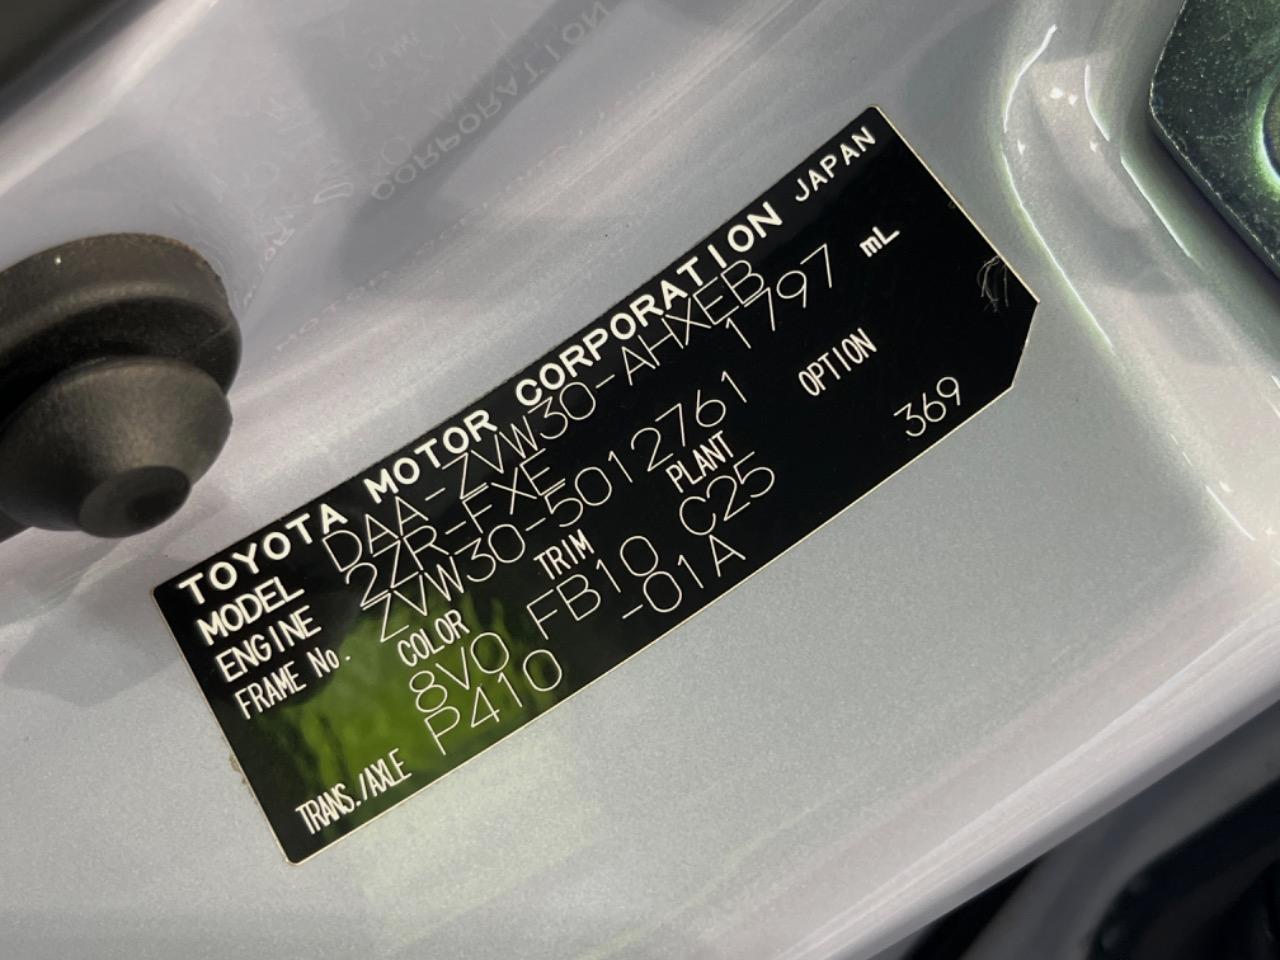 TOYOTA MOTOR CORPORATION JAPAN
MODEL DAA-ZVW30-AHXEB
ENGINE 2ZR-FXE 1797 mL
FRAME No. ZVW30-5012761
COLOR TRIM PLANT OPTION
8V0 FB10 C25 369
TRANS./AXLE P410 -01A
CORPORATION